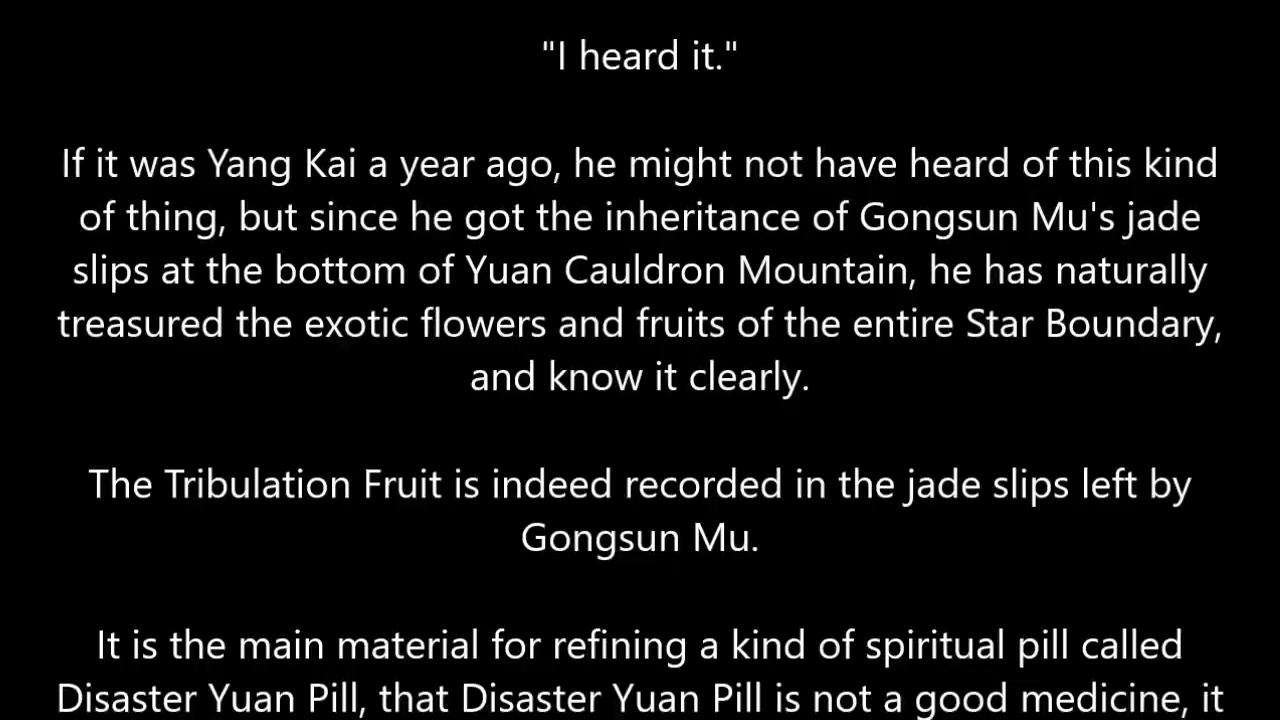 "I heard it."
If it was Yang Kai a year ago, he might not have heard of this kind
of thing, but since he got the inheritance of Gongsun Mu's jade
slips at the bottom of Yuan Cauldron Mountain, he has naturally
treasured the exotic flowers and fruits of the entire Star Boundary,
and know it clearly.
The Tribulation Fruit is indeed recorded in the jade slips left by
Gongsun Mu.
It is the main material for refining a kind of spiritual pill called
Disaster Yuan Pill, that Disaster Yuan Pill is not a good medicine, it